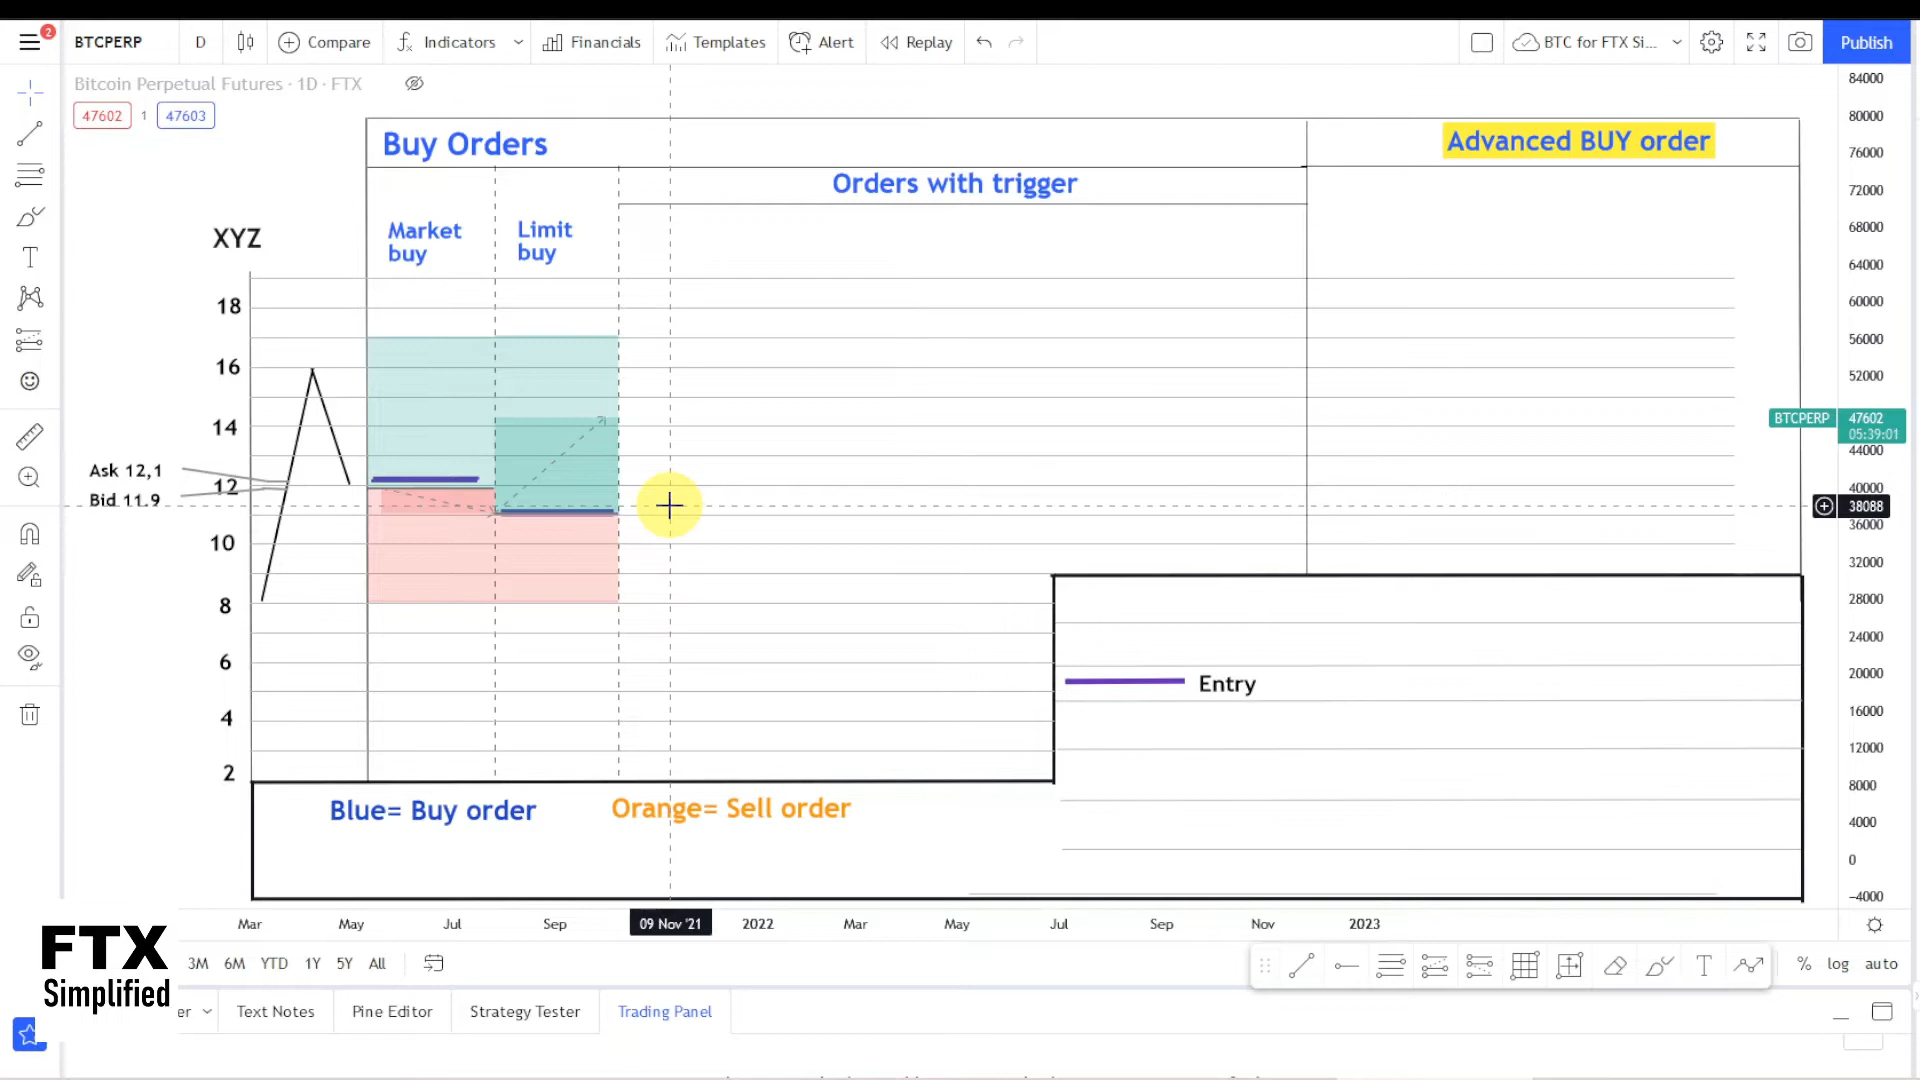 2
BTCPERP
D
Compare
Indicators
Financials
Templates
Alert
Replay
BTC for FTX Si...
Publish
Bitcoin Perpetual Futures · 1D · FTX
47602
1
47603
Buy Orders
Advanced BUY order
Orders with trigger
Market
buy
Limit
buy
XYZ
18
16
14
12
10
8
6
4
2
Ask 12,1
Bid 11.9
Entry
Blue= Buy order
Orange= Sell order
84000
80000
76000
72000
68000
64000
60000
56000
52000
BTCPERP
47602
05:39:01
44000
40000
38088
36000
32000
28000
24000
20000
16000
12000
8000
4000
0
−4000
Mar
May
Jul
Sep
09 Nov '21
2022
Mar
May
Jul
Sep
Nov
2023
FTX
Simplified
3M
6M
YTD
1Y
5Y
All
%
log
auto
er
Text Notes
Pine Editor
Strategy Tester
Trading Panel